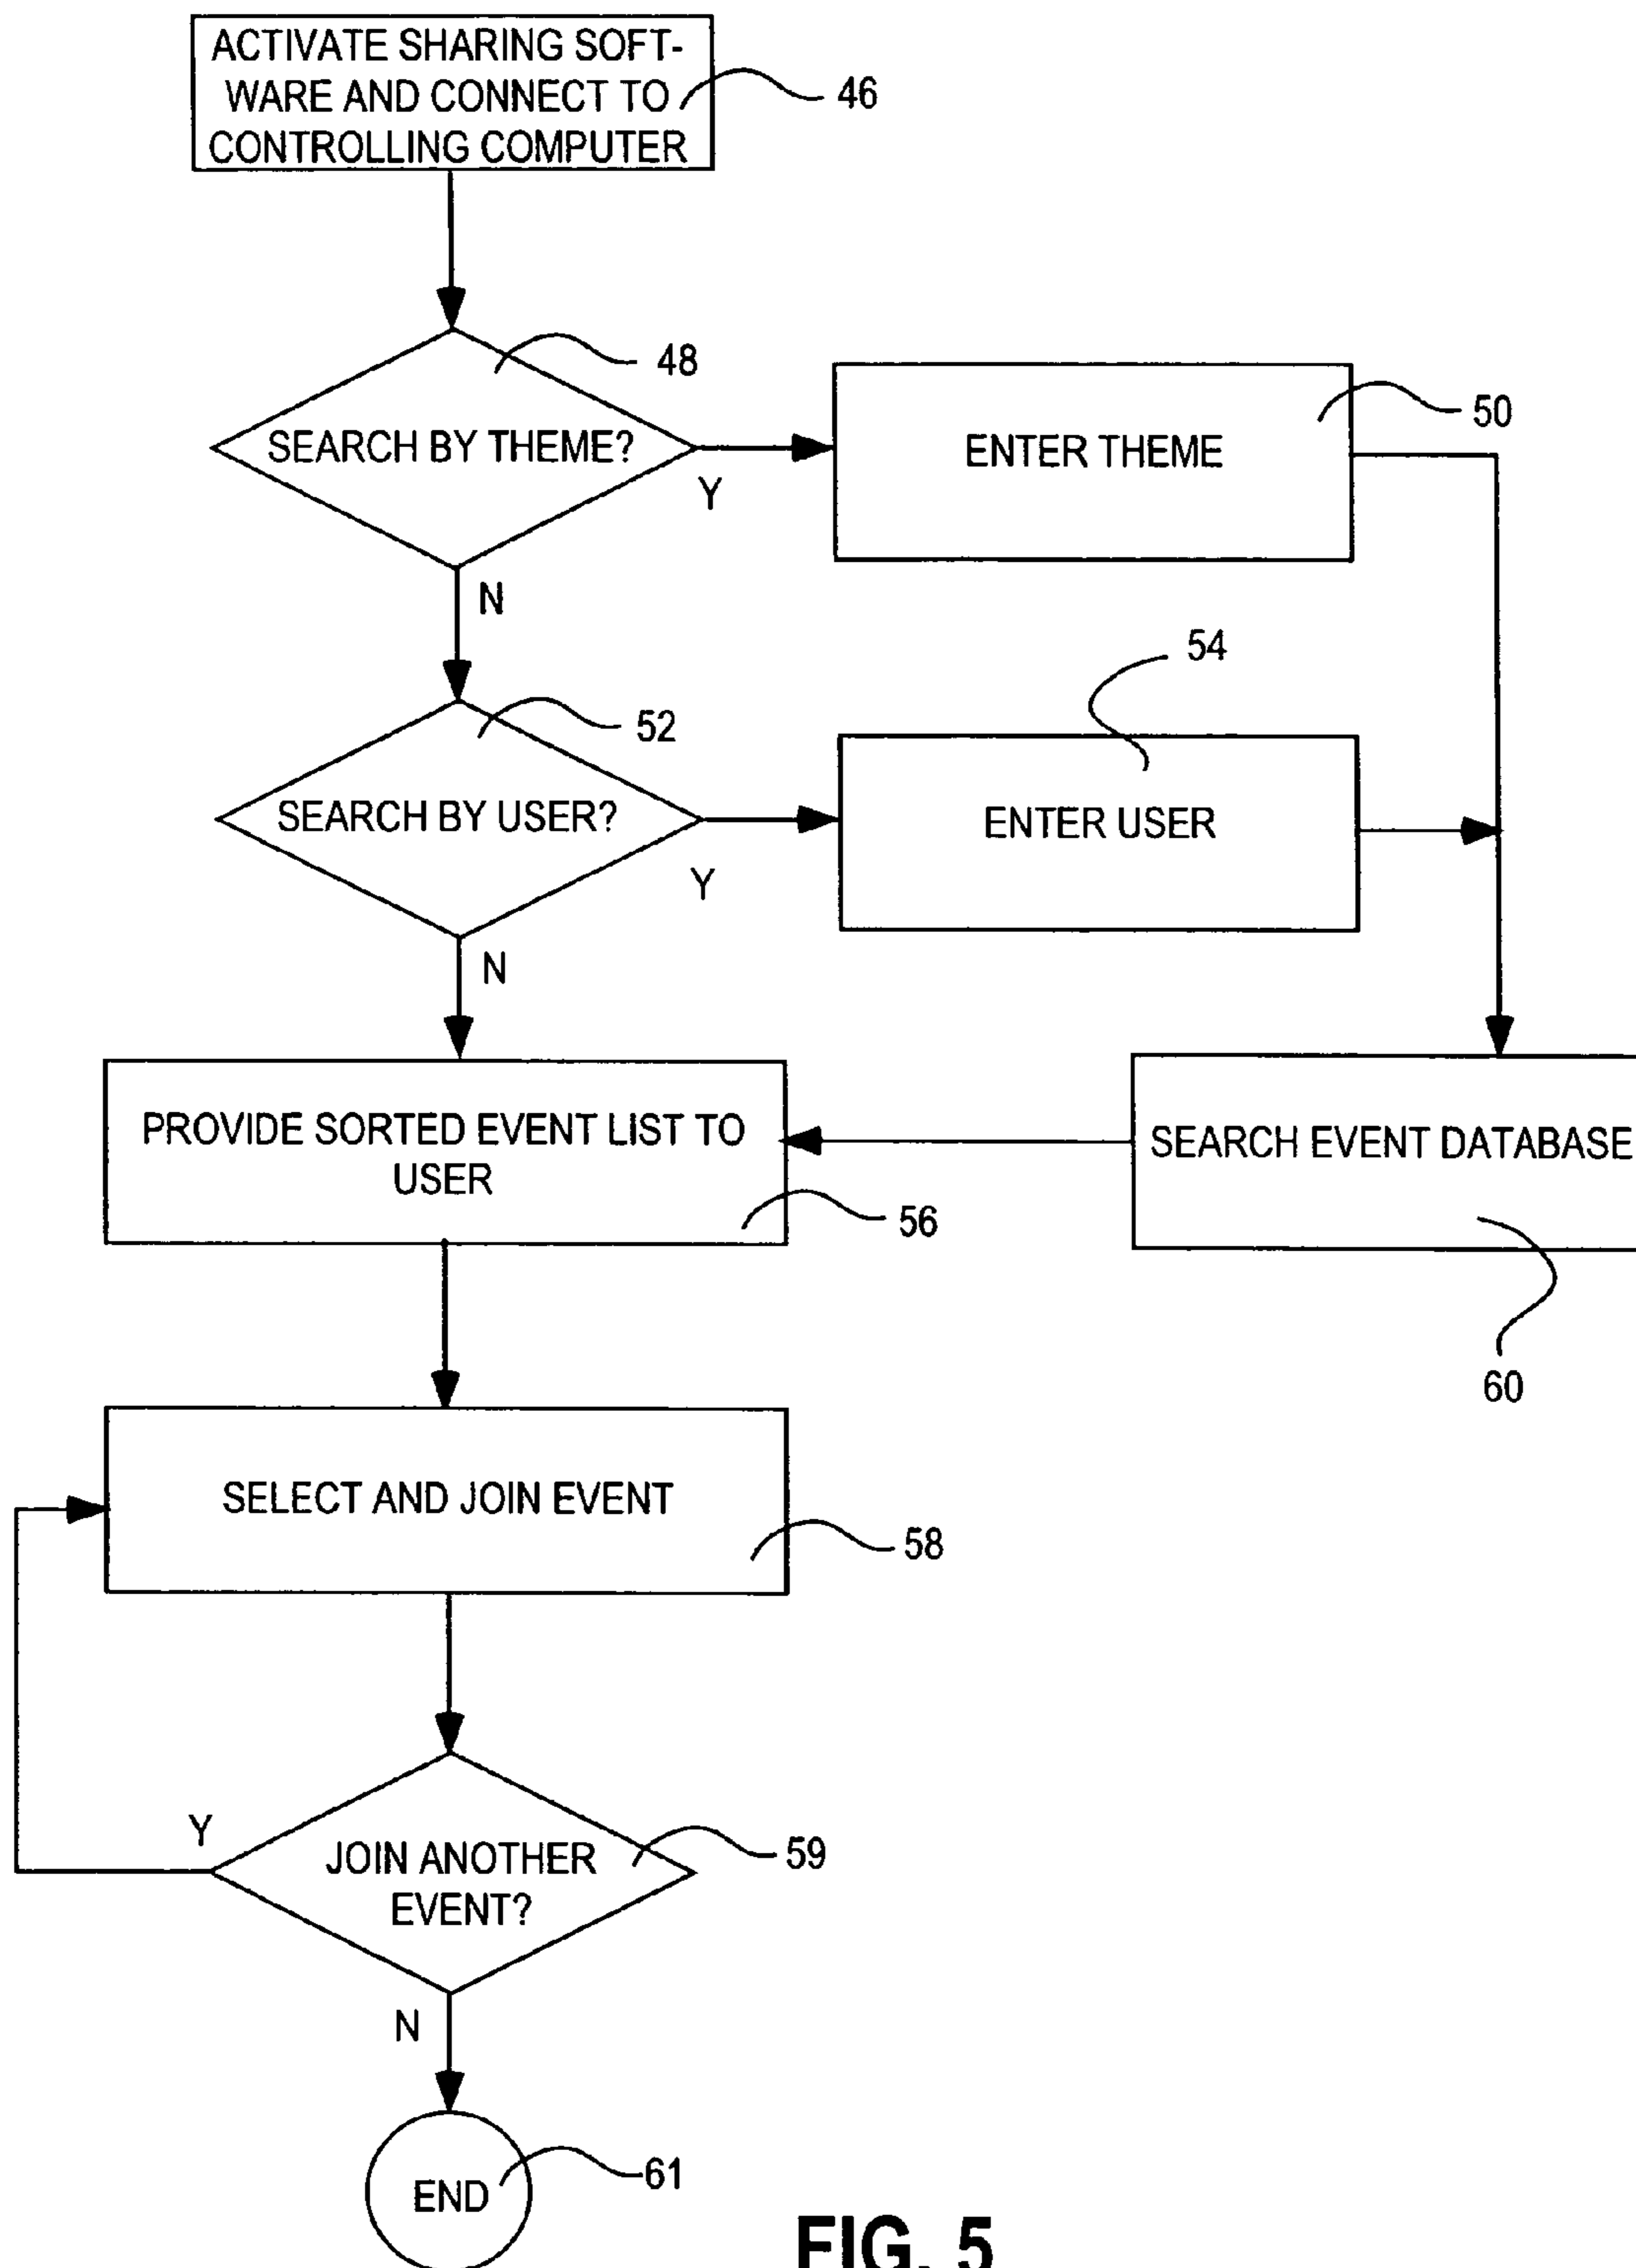 ACTIVATE SHARING SOFT-
WARE AND CONNECT TO
CONTROLLING COMPUTER
46
48
SEARCH BY THEME?
Y
ENTER THEME
50
N
54
52
SEARCH BY USER?
Y
ENTER USER
N
PROVIDE SORTED EVENT LIST TO
USER
56
SEARCH EVENT DATABASE
60
SELECT AND JOIN EVENT
58
Y
JOIN ANOTHER
EVENT?
59
N
END
61
FIG. 5